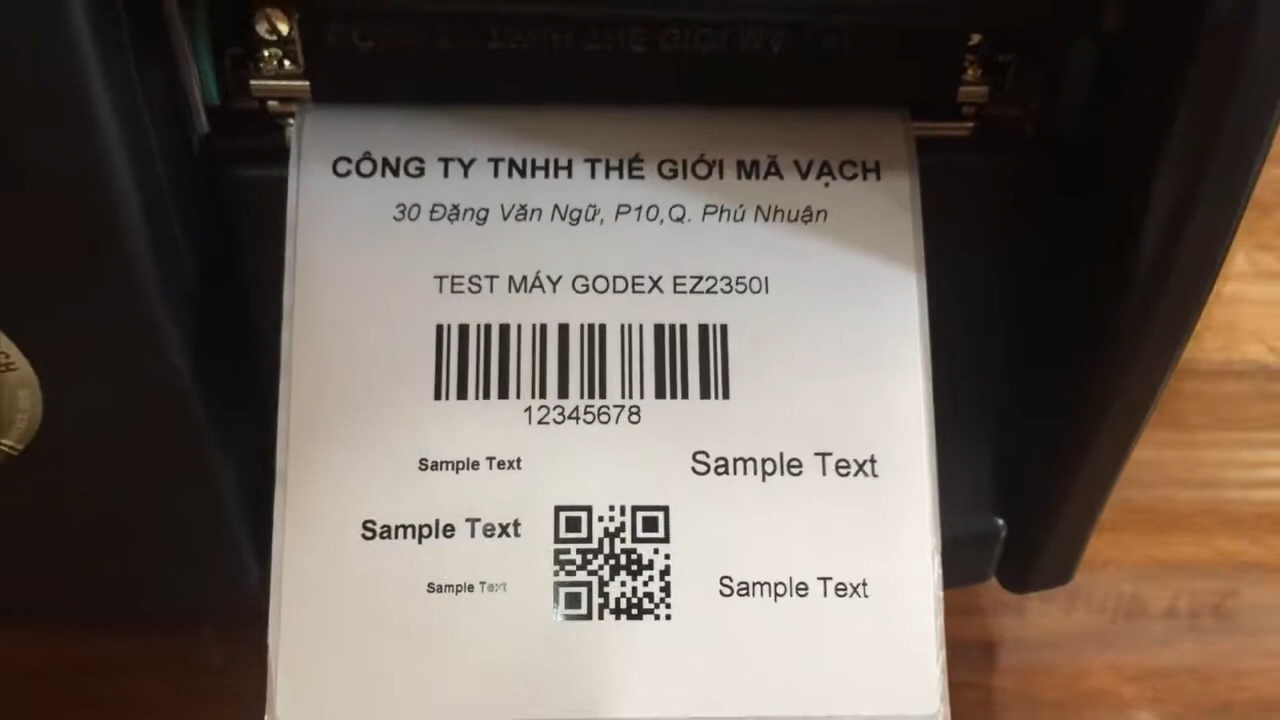 CÔNG TY TNHH THẾ GIỚI MÃ VẠCH
30 Đặng Văn Ngữ, P10,Q. Phú Nhuận
TEST MÁY GODEX EZ2350I
12345678
Sample Text
Sample Text
Sample Text
Sample Text
Sample Text